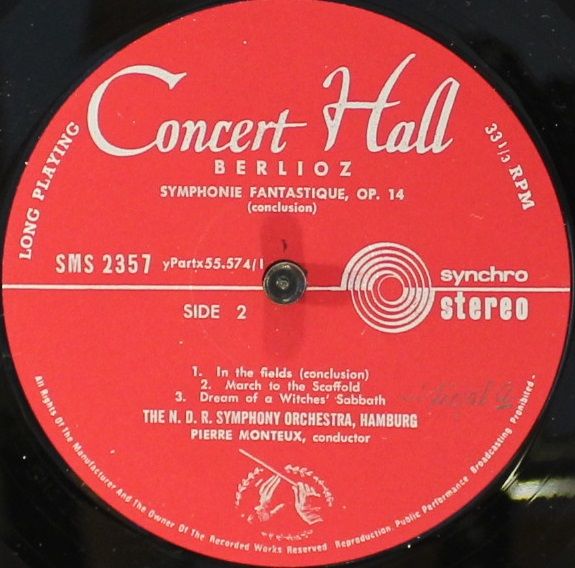 Concert Hall
LONG PLAYING
33 1/3 RPM
BERLIOZ
SYMPHONIE FANTASTIQUE, OP. 14
(conclusion)
SMS 2357 yPartx55.574/1
synchro
stereo
SIDE 2
1. In the fields (conclusion)
2. March to the Scaffold
3. Dream of a Witches' Sabbath
THE N. D. R. SYMPHONY ORCHESTRA, HAMBURG
PIERRE MONTEUX, conductor
All Rights Of The Manufacturer And The Owner Of The Recorded Works Reserved Reproduction Public Performance Broadcasting Prohibited